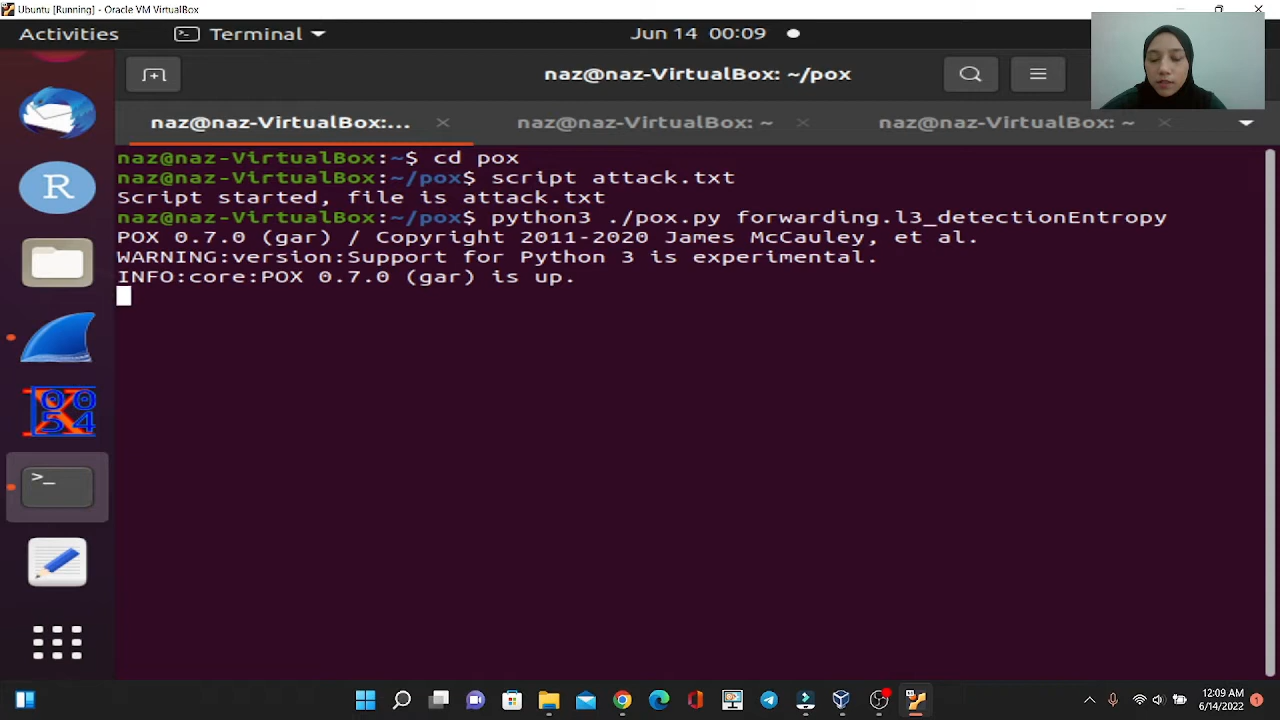 Ubuntu [Running] - Oracle VM VirtualBox
Activities
Terminal
Jun 14 00:09
naz@naz-VirtualBox: ~/pox
naz@naz-VirtualBox:...
naz@naz-VirtualBox: ~
naz@naz-VirtualBox: ~
naz@naz-VirtualBox:~$ cd pox
naz@naz-VirtualBox:~/pox$ script attack.txt
Script started, file is attack.txt
naz@naz-VirtualBox:~/pox$ python3 ./pox.py forwarding.l3_detectionEntropy
POX 0.7.0 (gar) / Copyright 2011-2020 James McCauley, et al.
WARNING:version:Support for Python 3 is experimental.
INFO:core:POX 0.7.0 (gar) is up.
R
00
54
>_
12:09 AM
6/14/2022